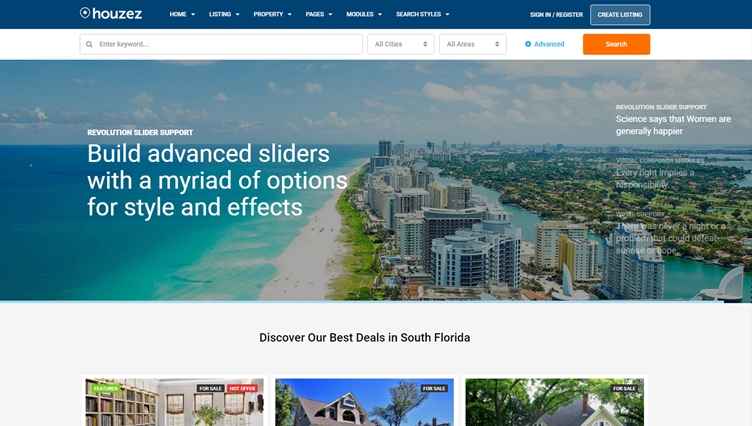 houzez
HOME LISTING PROPERTY PAGES MODULES SEARCH STYLES SIGN IN / REGISTER CREATE LISTING
Enter keyword... All Cities All Areas Advanced Search
REVOLUTION SLIDER SUPPORT
Build advanced sliders
with a myriad of options
for style and effects
REVOLUTION SLIDER SUPPORT
Science says that Women are
generally happier
VISUAL COMPOSER MODULES
Every right implies a
responsibility.
SUPPORT
There was never a night or a
problem that could defeat
sunrise or hope
Discover Our Best Deals in South Florida
FEATURED FOR SALE HOT OFFER FOR SALE FOR SALE